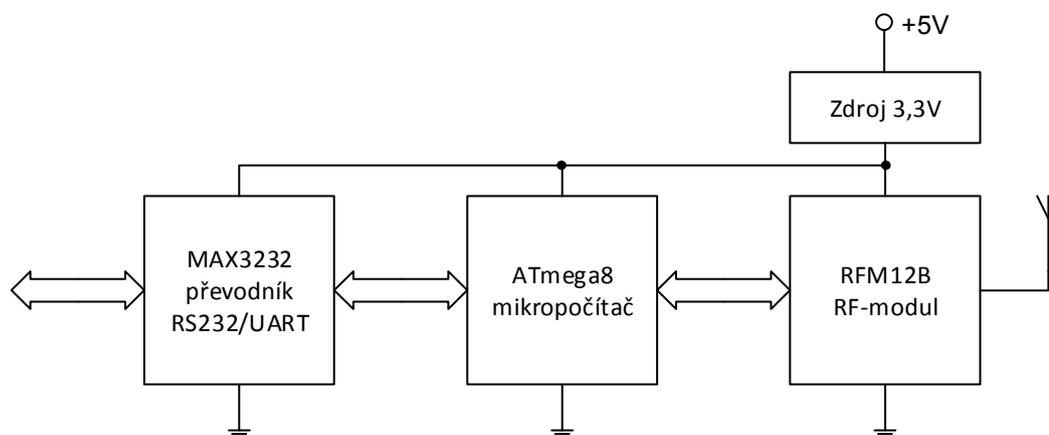 +5V
Zdroj 3,3V
MAX3232
převodník
RS232/UART
ATmega8
mikropočítač
RFM12B
RF-modul